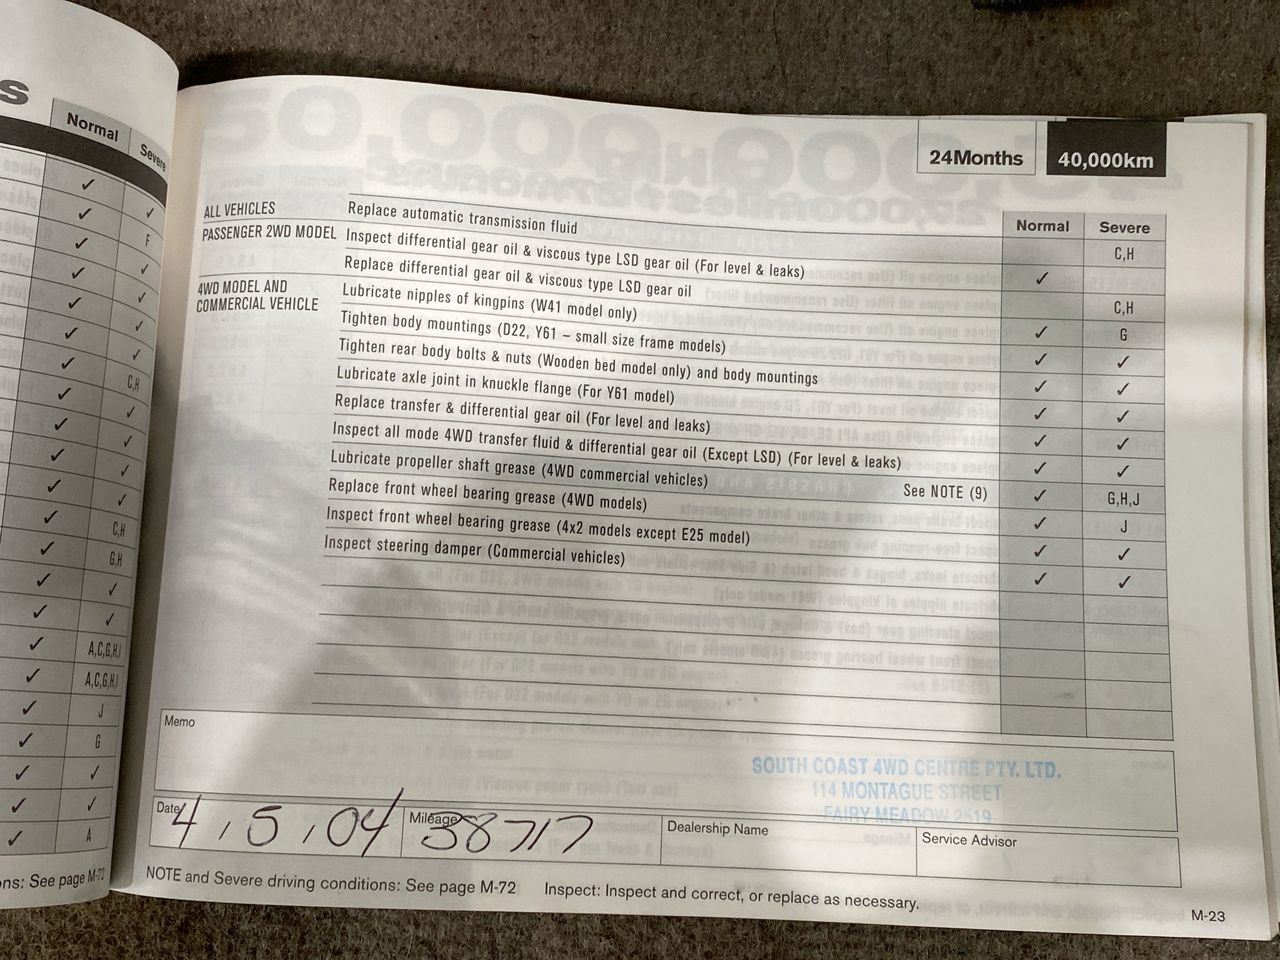 s
Normal Severe
✓ ✓
✓ F
✓ ✓
✓ ✓
✓ ✓
✓ ✓
✓ C,H
✓ ✓
✓ ✓
✓ ✓
✓ ✓
✓ C,H
✓ G,H
✓ ✓
✓ ✓
✓ A,C,G,H,I
✓ A,C,G,H,I
✓ J
✓ G
✓ ✓
✓ ✓
✓ A
ns: See page M-72
24Months 40,000km
Normal Severe
ALL VEHICLES Replace automatic transmission fluid C,H
PASSENGER 2WD MODEL Inspect differential gear oil & viscous type LSD gear oil (For level & leaks) ✓
Replace differential gear oil & viscous type LSD gear oil C,H
4WD MODEL AND
COMMERCIAL VEHICLE
Lubricate nipples of kingpins (W41 model only) ✓ G
Tighten body mountings (D22, Y61 – small size frame models) ✓ ✓
Tighten rear body bolts & nuts (Wooden bed model only) and body mountings ✓ ✓
Lubricate axle joint in knuckle flange (For Y61 model) ✓ ✓
Replace transfer & differential gear oil (For level and leaks) ✓ ✓
Inspect all mode 4WD transfer fluid & differential gear oil (Except LSD) (For level & leaks) ✓ ✓
Lubricate propeller shaft grease (4WD commercial vehicles) See NOTE (9) ✓ G,H,J
Replace front wheel bearing grease (4WD models) ✓ J
Inspect front wheel bearing grease (4x2 models except E25 model) ✓ ✓
Inspect steering damper (Commercial vehicles) ✓ ✓
Memo
SOUTH COAST 4WD CENTRE PTY. LTD.
114 MONTAGUE STREET
FAIRY MEADOW 2519
Date 4, 5, 04 Mileage 38717 Dealership Name Service Advisor
NOTE and Severe driving conditions: See page M-72 Inspect: Inspect and correct, or replace as necessary.
M-23